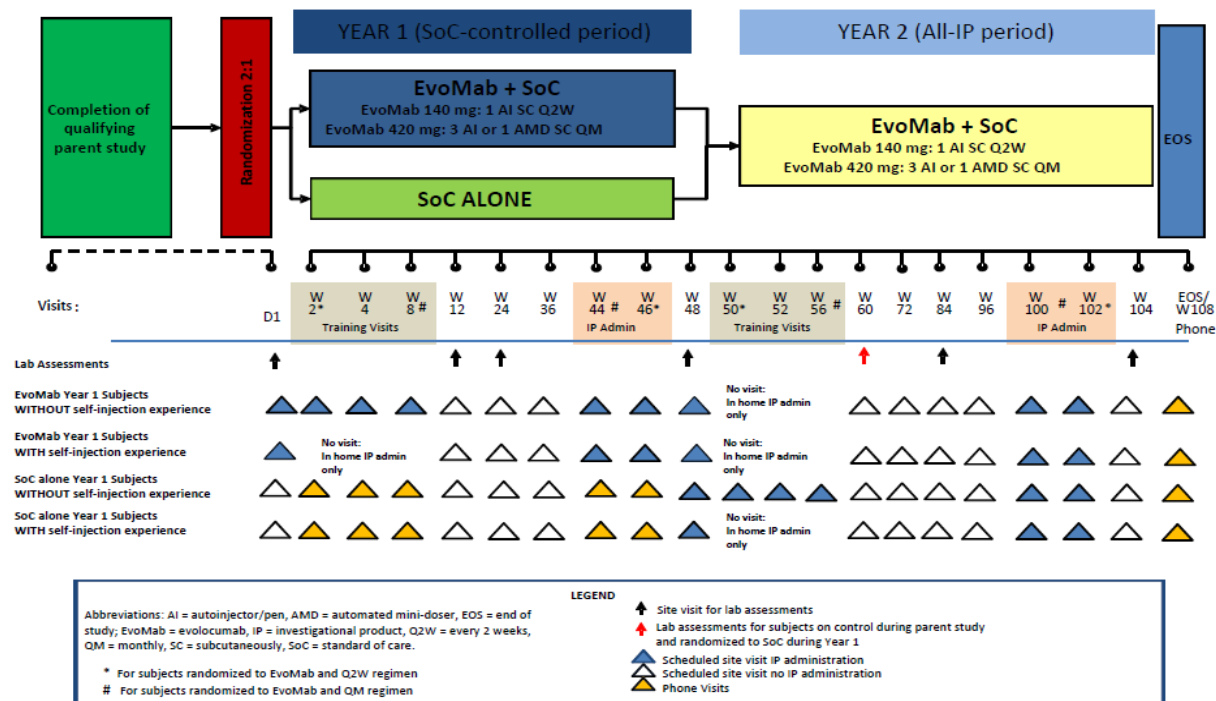 YEAR 1 (SoC-controlled period)
YEAR 2 (All-IP period)
Completion of
qualifying
parent study
Randomization 2:1
EvoMab + SoC
EvoMab 140 mg: 1 AI SC Q2W
EvoMab 420 mg: 3 AI or 1 AMD SC QM
SoC ALONE
EvoMab + SoC
EvoMab 140 mg: 1 AI SC Q2W
EvoMab 420 mg: 3 AI or 1 AMD SC QM
EOS
Visits :
D1
W 2*
W 4
W 8 #
Training Visits
W 12
W 24
W 36
W 44 #
W 46*
IP Admin
W 48
W 50*
W 52
W 56 #
Training Visits
W 60
W 72
W 84
W 96
W 100 #
W 102 *
IP Admin
W 104
EOS/
W108
Phone
Lab Assessments
EvoMab Year 1 Subjects
WITHOUT self-injection experience
No visit:
In home IP admin
only
EvoMab Year 1 Subjects
WITH self-injection experience
No visit:
In home IP admin
only
No visit:
In home IP admin
only
SoC alone Year 1 Subjects
WITHOUT self-injection experience
SoC alone Year 1 Subjects
WITH self-injection experience
No visit:
In home IP admin
only
LEGEND
Abbreviations: AI = autoinjector/pen, AMD = automated mini-doser, EOS = end of
study; EvoMab = evolocumab, IP = investigational product, Q2W = every 2 weeks,
QM = monthly, SC = subcutaneously, SoC = standard of care.
* For subjects randomized to EvoMab and Q2W regimen
# For subjects randomized to EvoMab and QM regimen
Site visit for lab assessments
Lab assessments for subjects on control during parent study
and randomized to SoC during Year 1
Scheduled site visit IP administration
Scheduled site visit no IP administration
Phone Visits